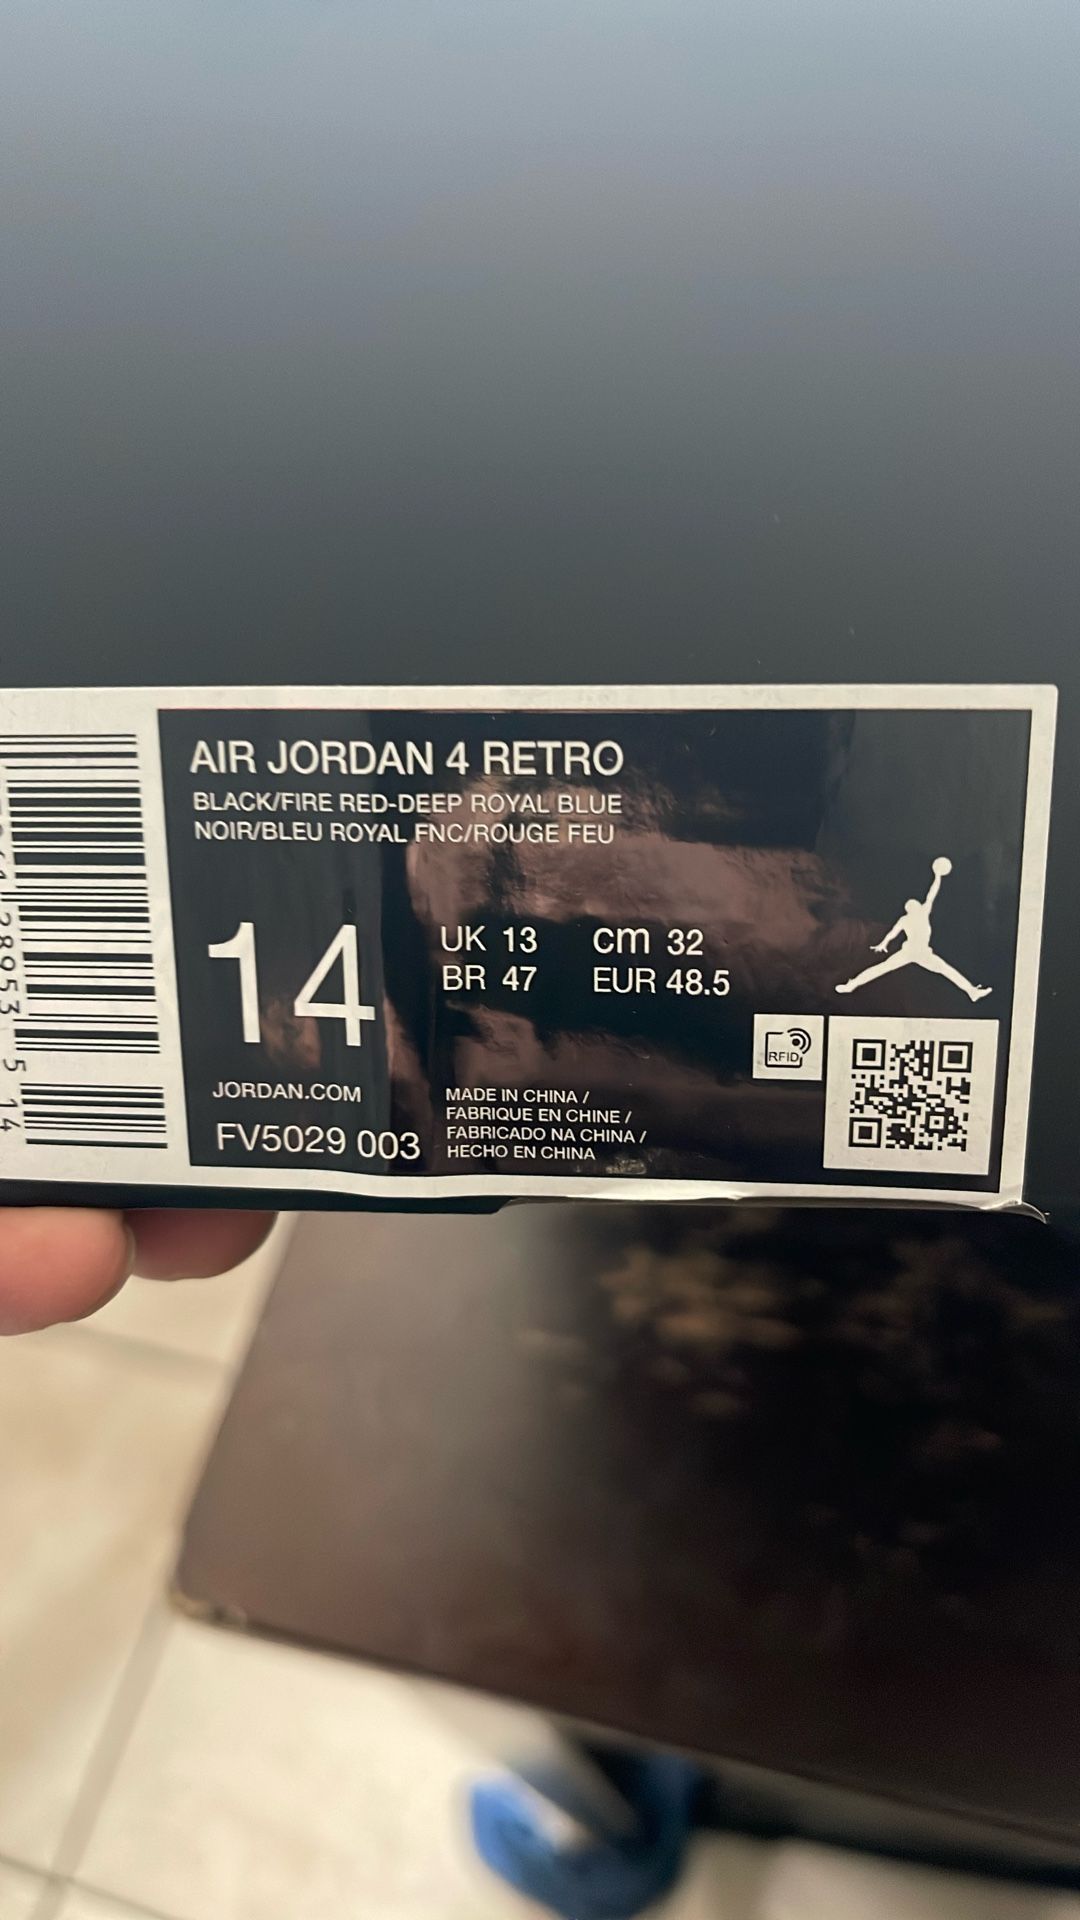 AIR JORDAN 4 RETRO
BLACK/FIRE RED-DEEP ROYAL BLUE
NOIR/BLEU ROYAL FNC/ROUGE FEU
14
UK 13 cm 32
BR 47 EUR 48.5
RFID
JORDAN.COM
FV5029 003
MADE IN CHINA /
FABRIQUE EN CHINE /
FABRICADO NA CHINA /
HECHO EN CHINA
28953 514